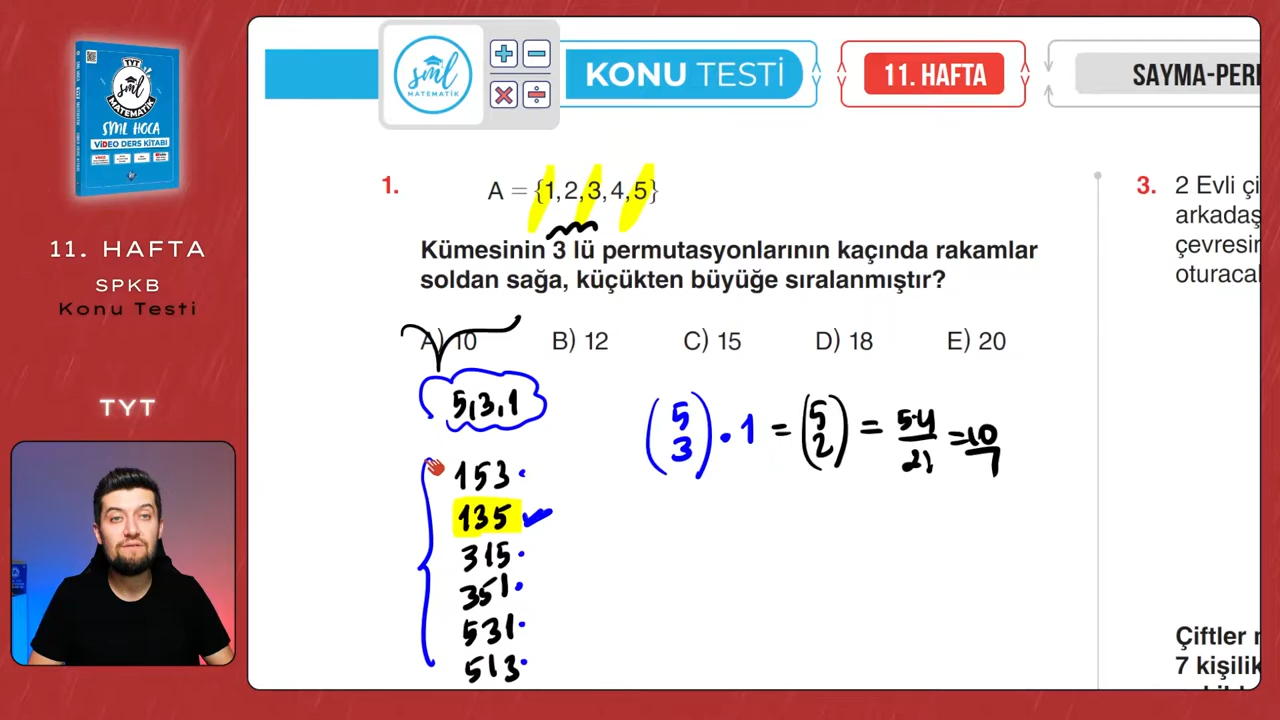 TYT
sml
MATEMATİK
SML HOCA
VİDEO DERS KİTABI
11. HAFTA
SPKB
Konu Testi
TYT
sml
MATEMATİK
KONU TESTİ
11. HAFTA
SAYMA-PER
1.
A = {1, 2, 3, 4, 5}
Kümesinin 3 lü permutasyonlarının kaçında rakamlar
soldan sağa, küçükten büyüğe sıralanmıştır?
A) 10 B) 12 C) 15 D) 18 E) 20
5,3,1
(5 3) · 1 = (5 2) = 5·4 / 2! = 10
153
135
315
351
531
513
3. 2 Evli çi
arkadaş
çevresin
oturacal
Çiftler
7 kişilik